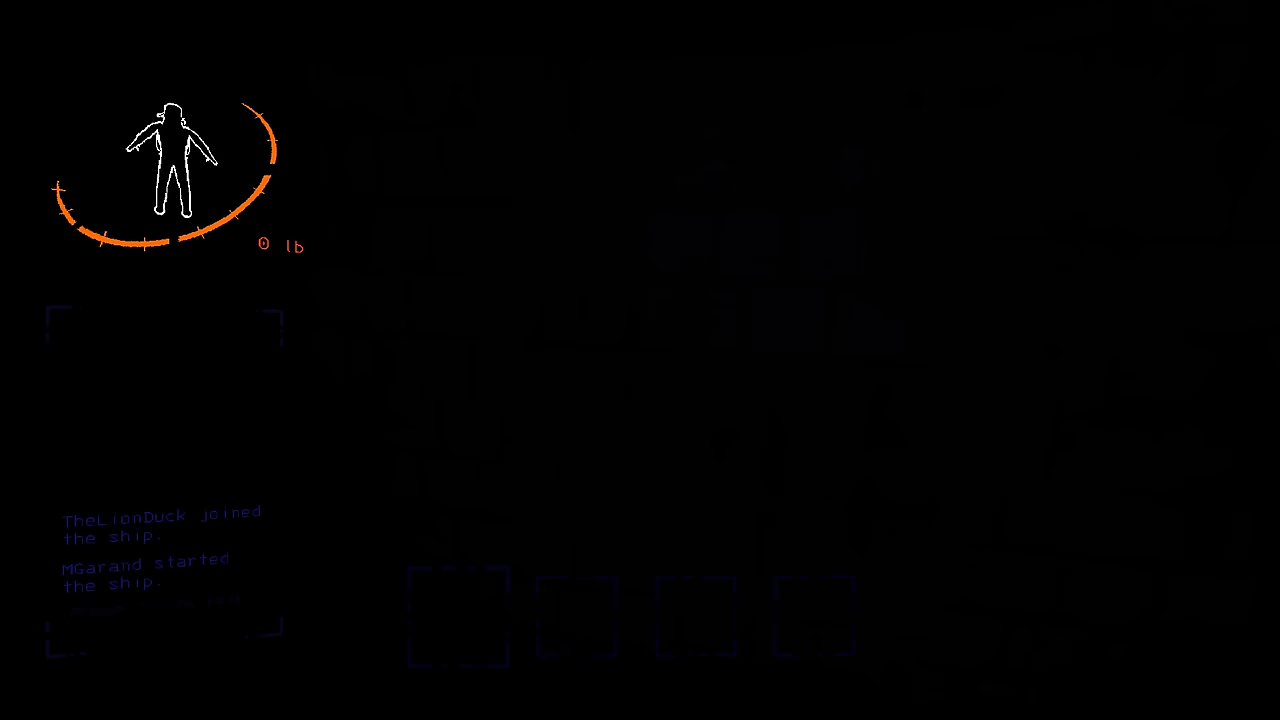 0 lb
TheLionDuck joined
the ship.
MGarand started
the ship.